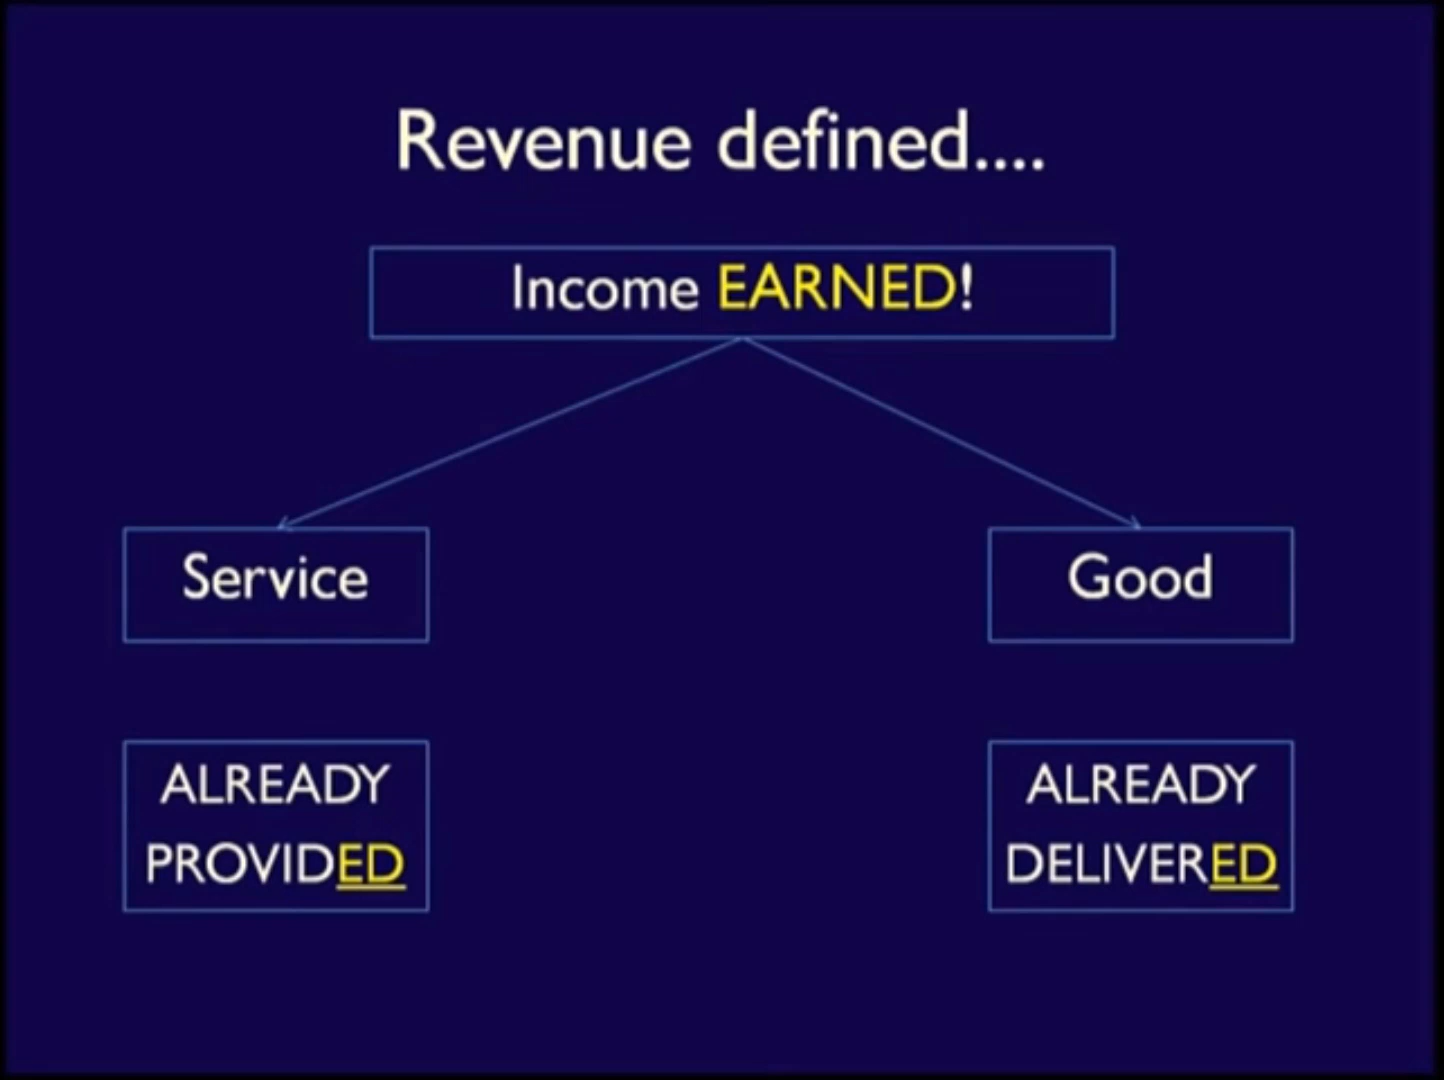 Revenue defined....
Income EARNED!
Service
Good
ALREADY
PROVIDED
ALREADY
DELIVERED